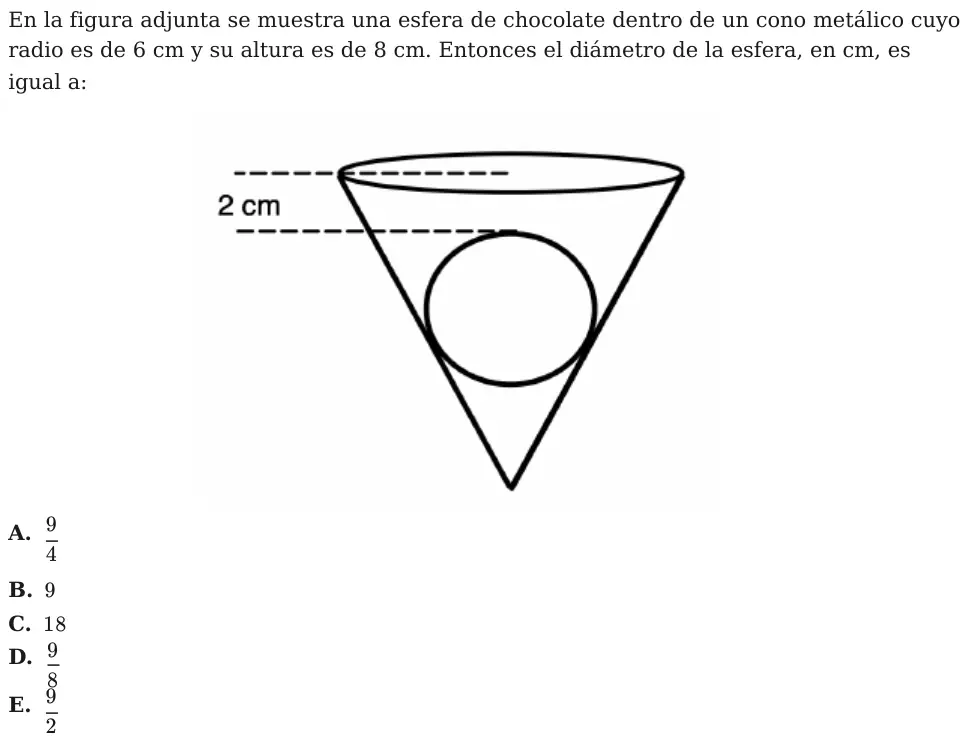 En la figura adjunta se muestra una esfera de chocolate dentro de un cono metálico cuyo
radio es de 6 cm y su altura es de 8 cm. Entonces el diámetro de la esfera, en cm, es
igual a:
2 cm
A. 9/4
B. 9
C. 18
D. 9/8
E. 9/2